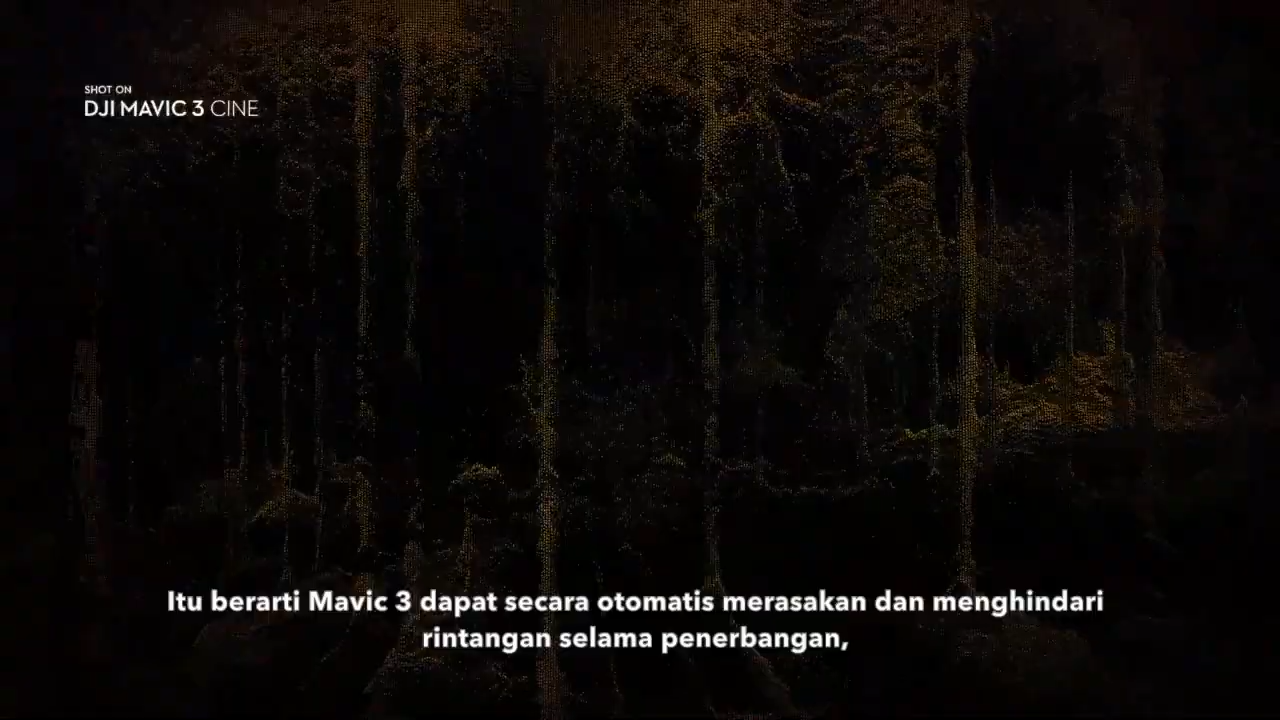 SHOT ON
DJI MAVIC 3 CINE
Itu berarti Mavic 3 dapat secara otomatis merasakan dan menghindari
rintangan selama penerbangan,